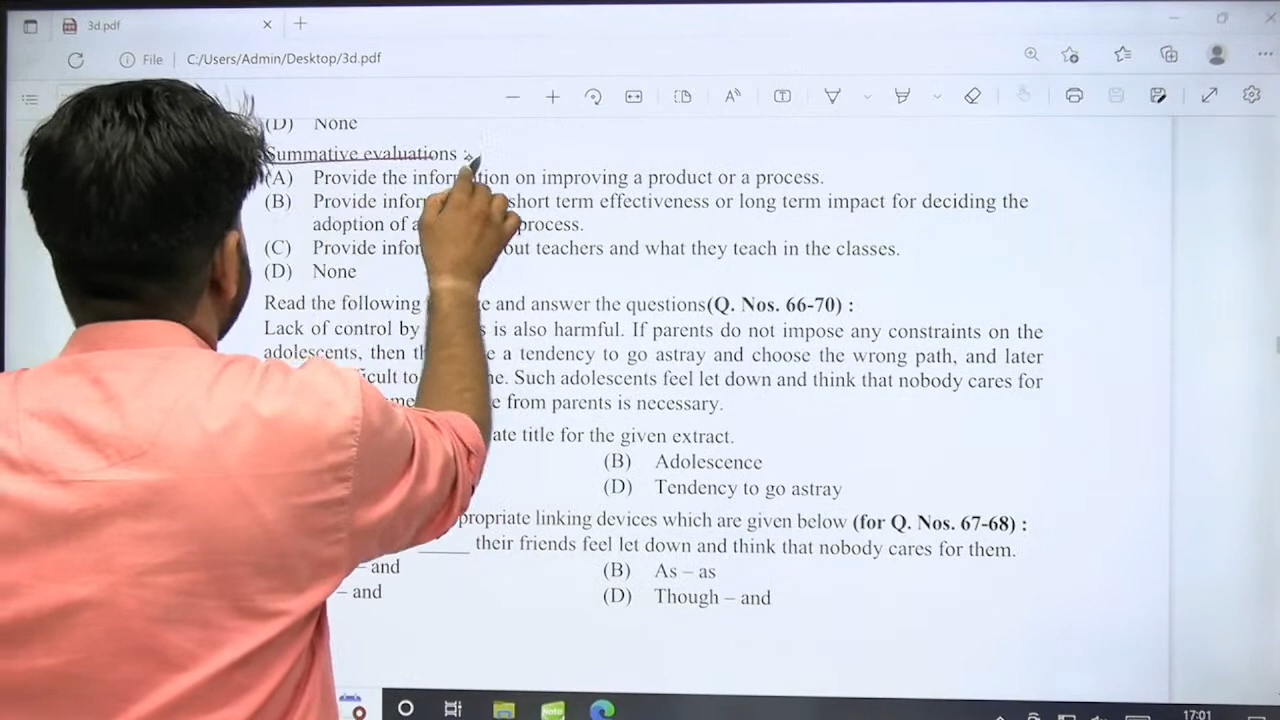 3d.pdf
File C:/Users/Admin/Desktop/3d.pdf
(D) None
Summative evaluations :
(A) Provide the information on improving a product or a process.
(B) Provide infor short term effectiveness or long term impact for deciding the
adoption of a process.
(C) Provide infor out teachers and what they teach in the classes.
(D) None
Read the following and answer the questions(Q. Nos. 66-70) :
Lack of control by is also harmful. If parents do not impose any constraints on the
adolescents, then a tendency to go astray and choose the wrong path, and later
to Such adolescents feel let down and think that nobody cares for
from parents is necessary.
title for the given extract.
(B) Adolescence
(D) Tendency to go astray
propriate linking devices which are given below (for Q. Nos. 67-68) :
_____ their friends feel let down and think that nobody cares for them.
– and (B) As – as
– and (D) Though – and
17:01